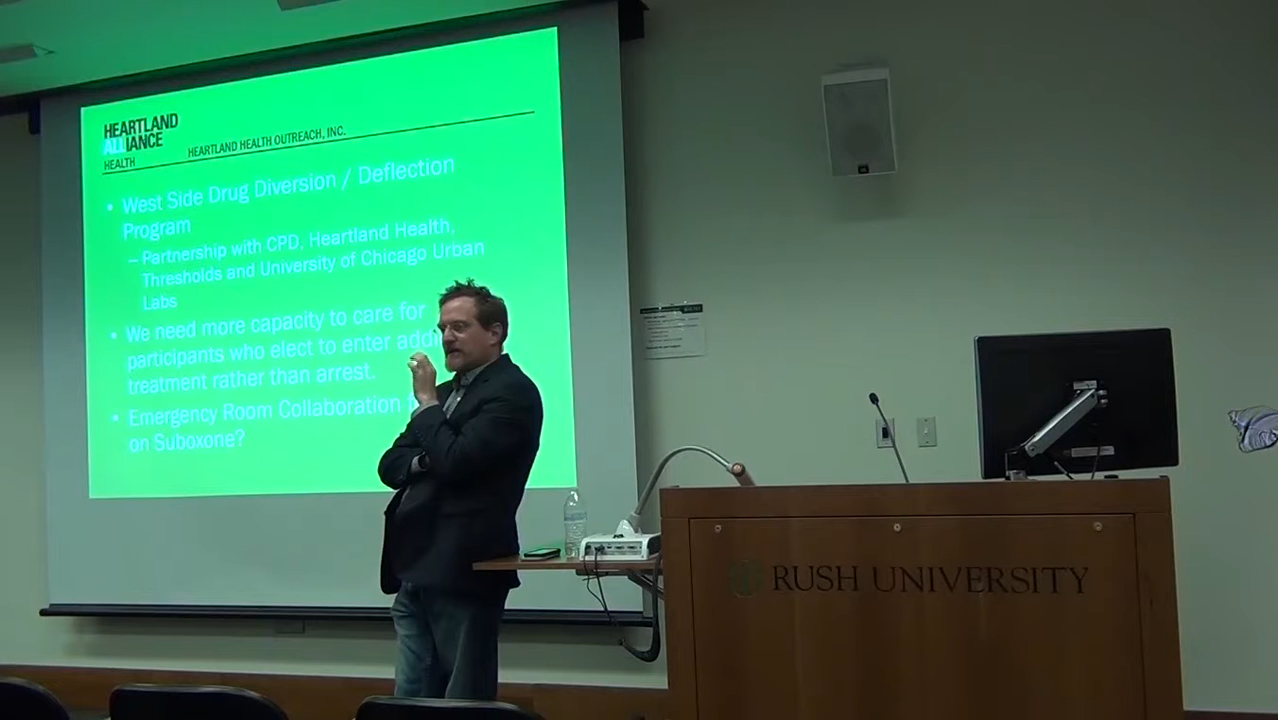 HEARTLAND
ALLIANCE
HEALTH
HEARTLAND HEALTH OUTREACH, INC.
• West Side Drug Diversion / Deflection
Program
– Partnership with CPD, Heartland Health,
Thresholds and University of Chicago Urban
Labs
• We need more capacity to care for
participants who elect to enter
treatment rather than arrest.
• Emergency Room Collaboration
on Suboxone?
RUSH UNIVERSITY